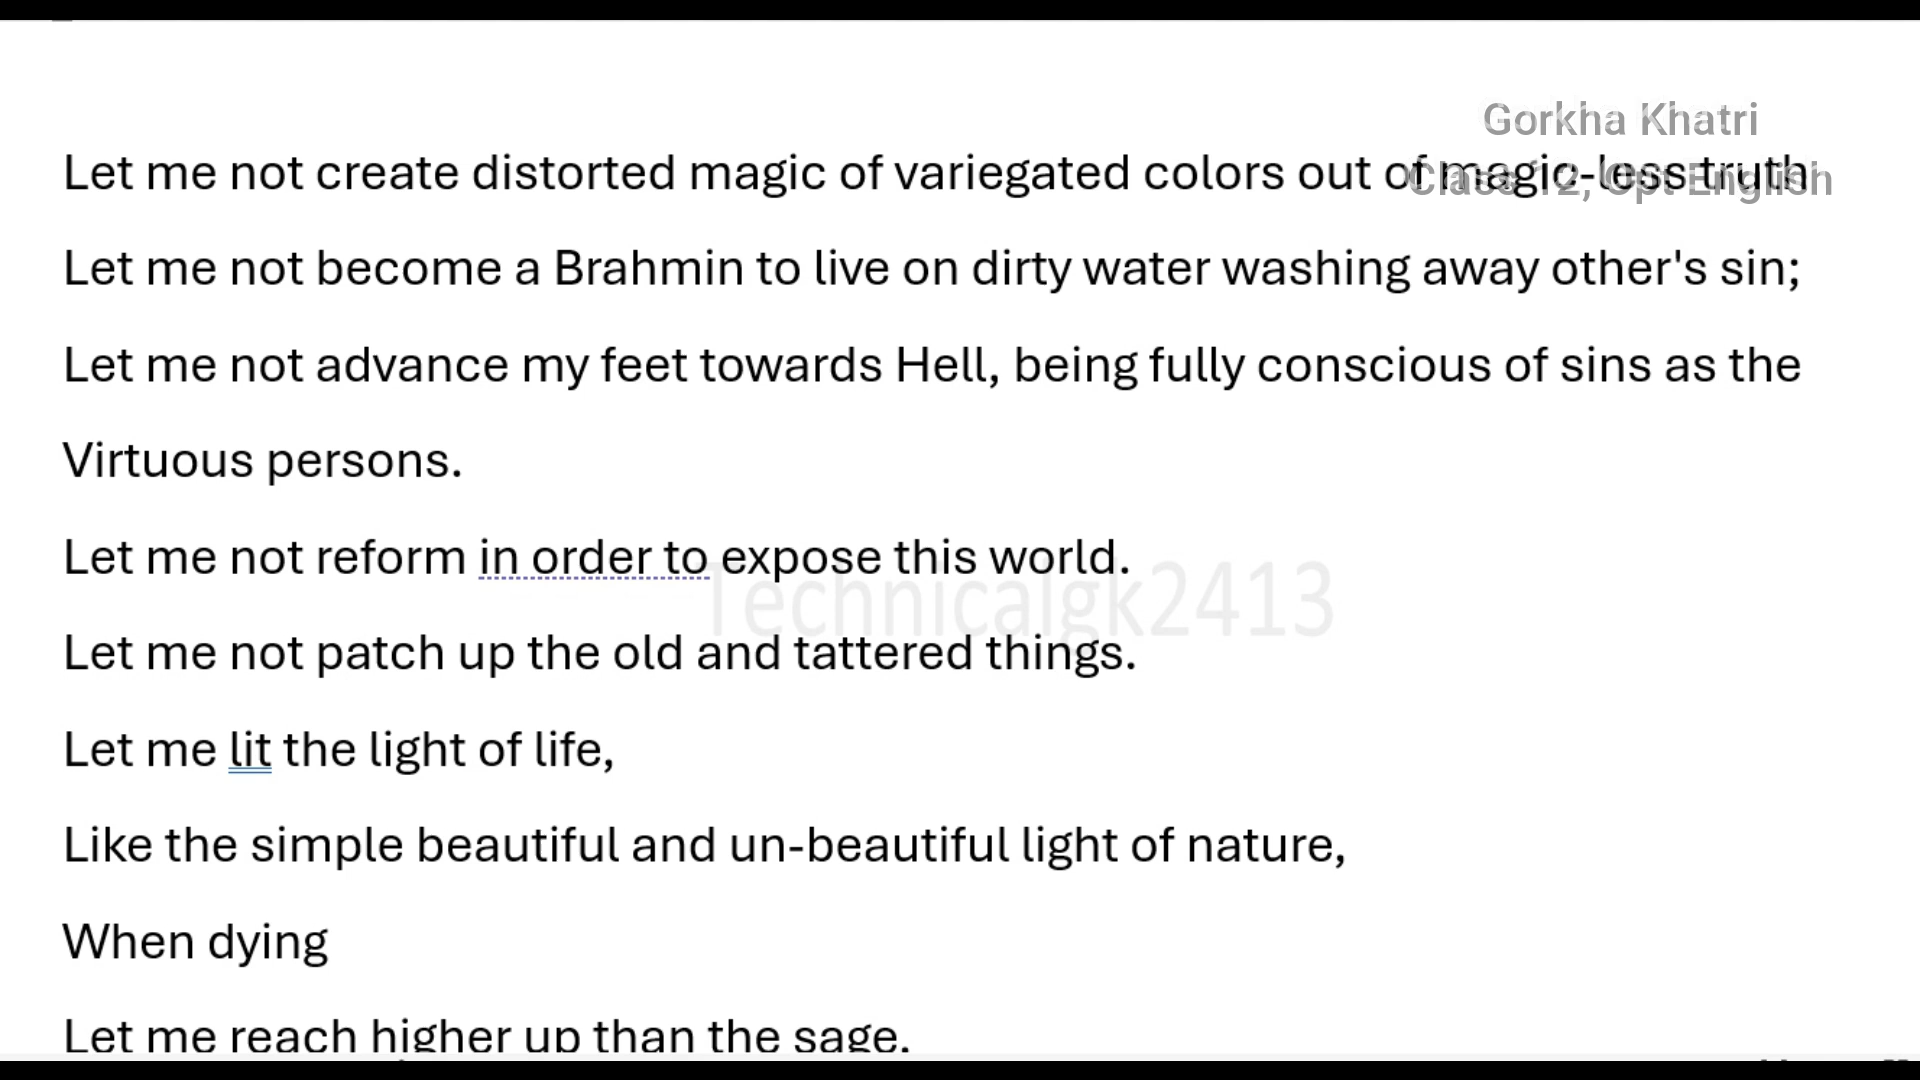 Gorkha Khatri
Class 12, Opt English
Let me not create distorted magic of variegated colors out of magic-less truth
Let me not become a Brahmin to live on dirty water washing away other's sin;
Let me not advance my feet towards Hell, being fully conscious of sins as the
Virtuous persons.
Let me not reform in order to expose this world.
Technicalgk2413
Let me not patch up the old and tattered things.
Let me lit the light of life,
Like the simple beautiful and un-beautiful light of nature,
When dying
Let me reach higher up than the sage.